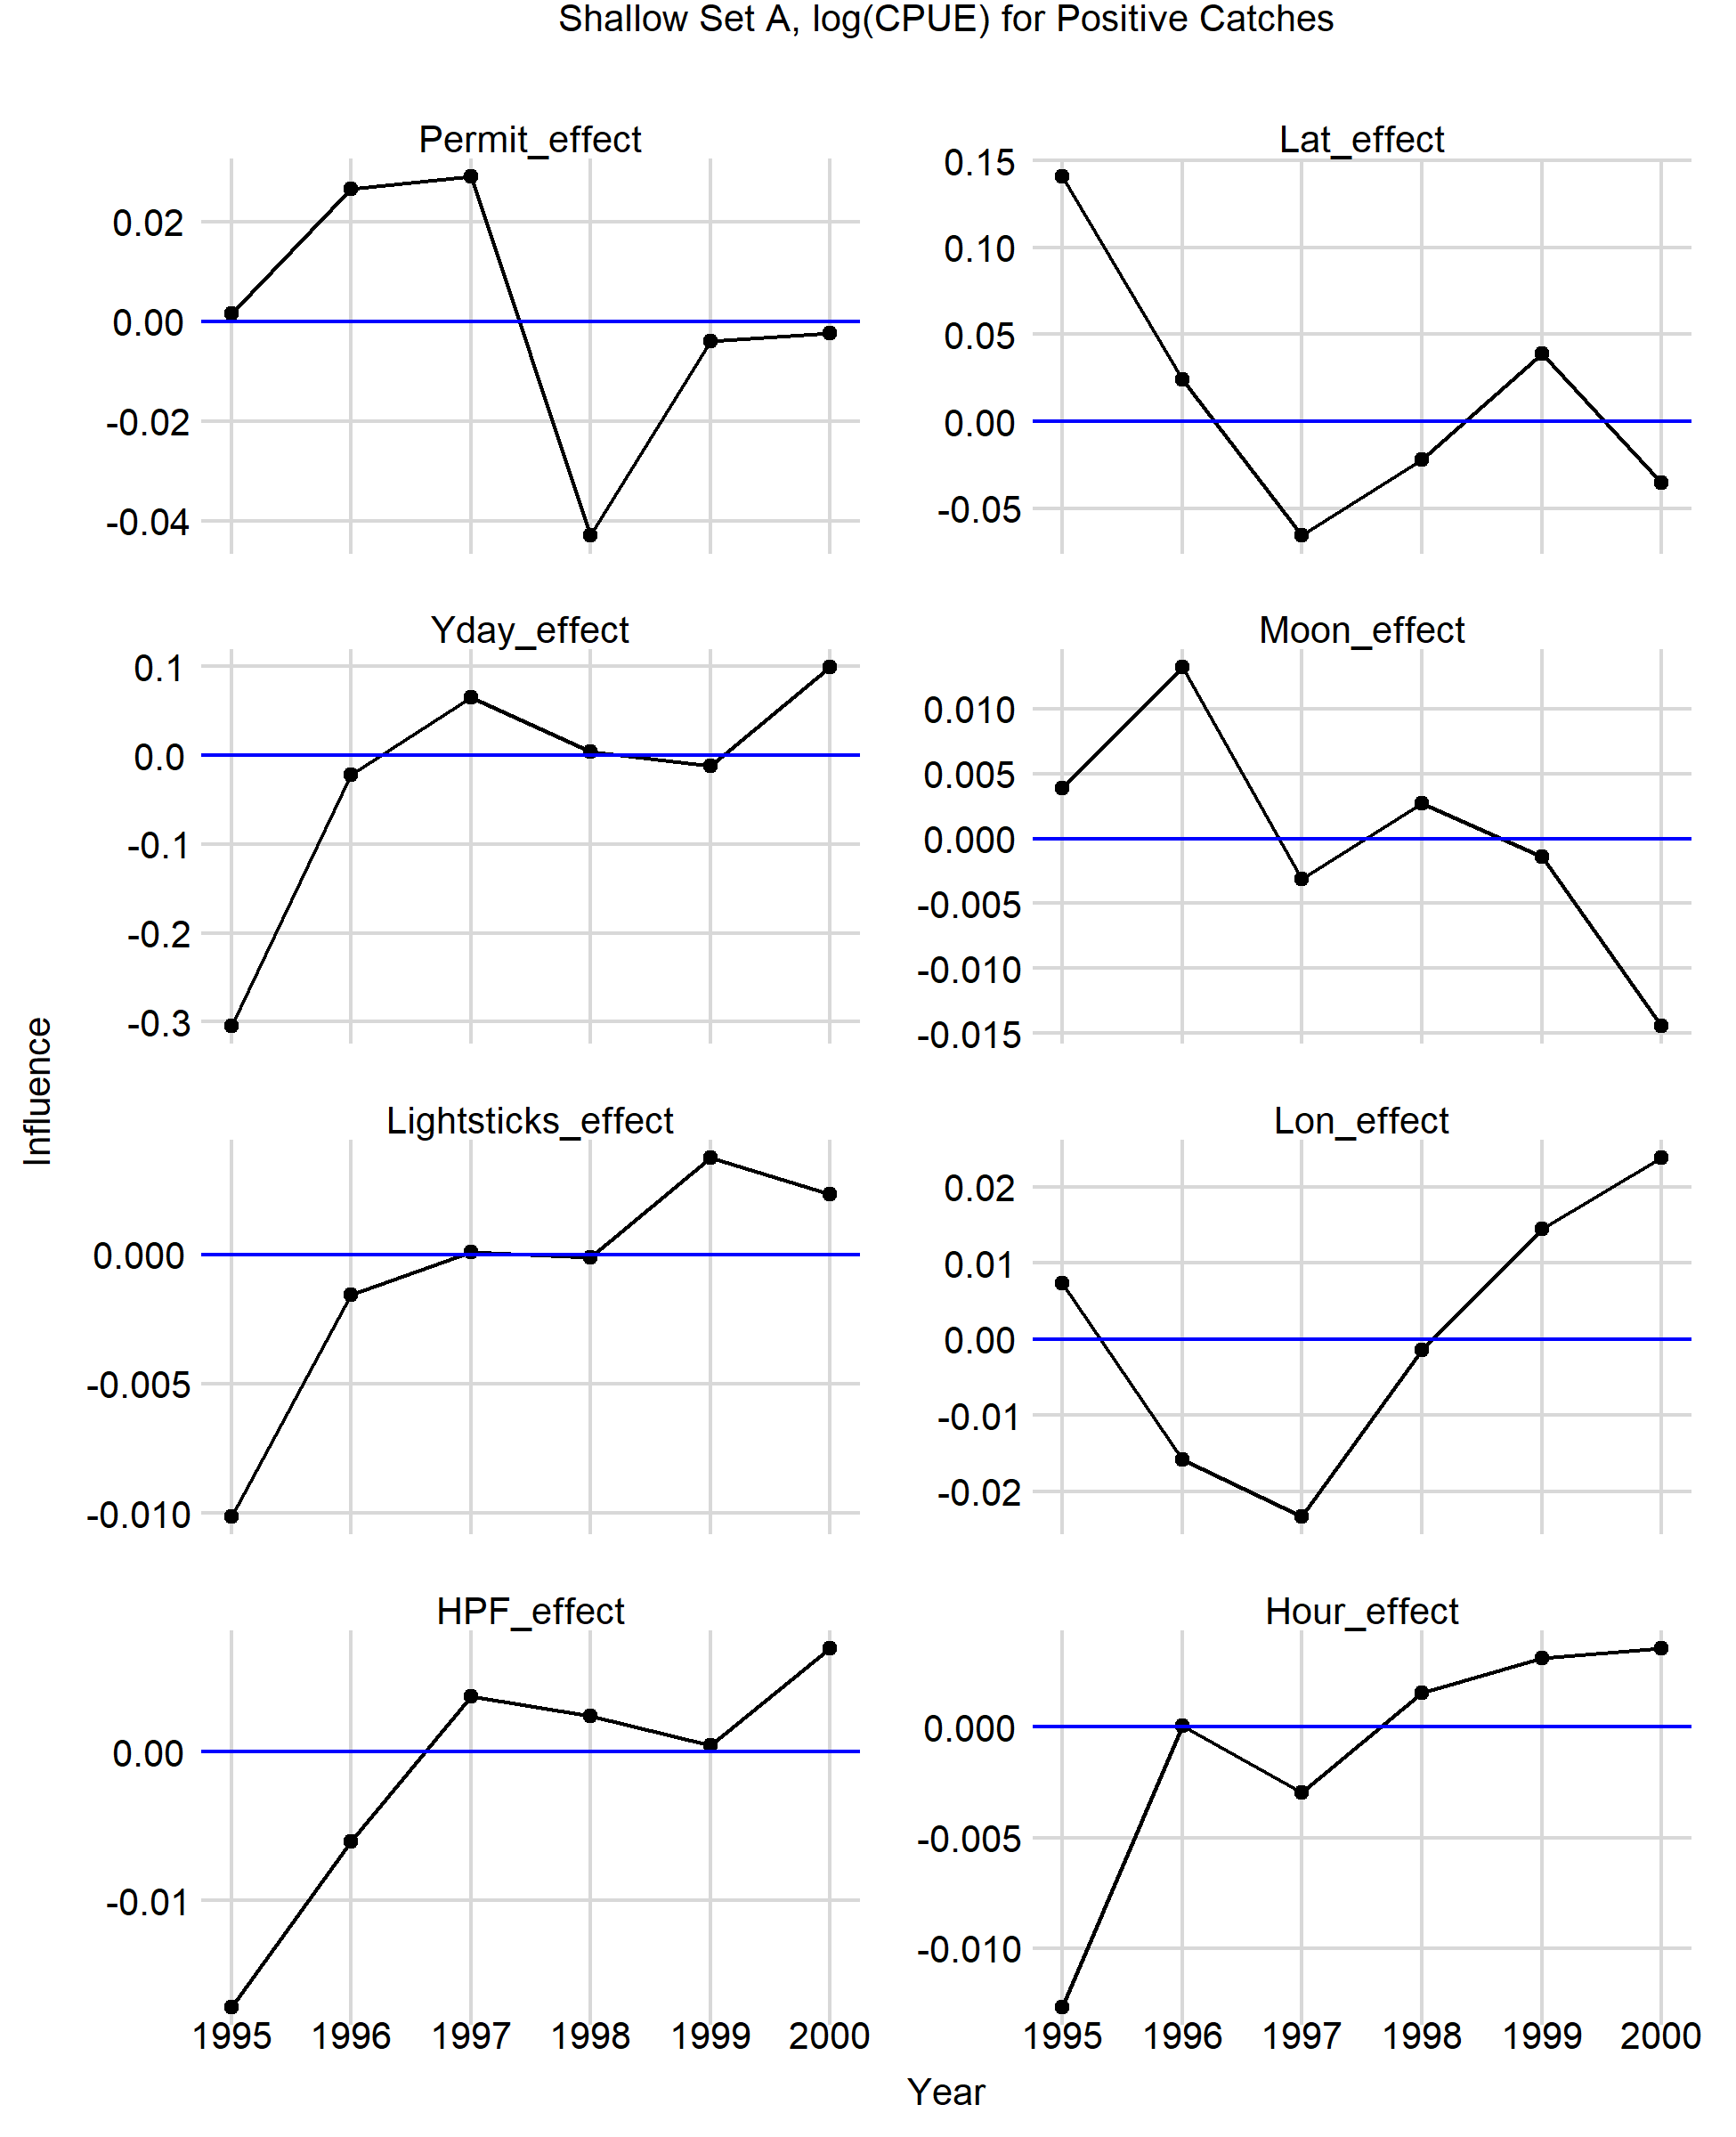 Shallow Set A, log(CPUE) for Positive Catches
Permit_effect
0.02
0.00
-0.02
-0.04
Lat_effect
0.15
0.10
0.05
0.00
-0.05
Yday_effect
0.1
0.0
-0.1
-0.2
-0.3
Moon_effect
0.010
0.005
0.000
-0.005
-0.010
-0.015
Influence
Lightsticks_effect
0.000
-0.005
-0.010
Lon_effect
0.02
0.01
0.00
-0.01
-0.02
HPF_effect
0.00
-0.01
1995 1996 1997 1998 1999 2000
Hour_effect
0.000
-0.005
-0.010
1995 1996 1997 1998 1999 2000
Year